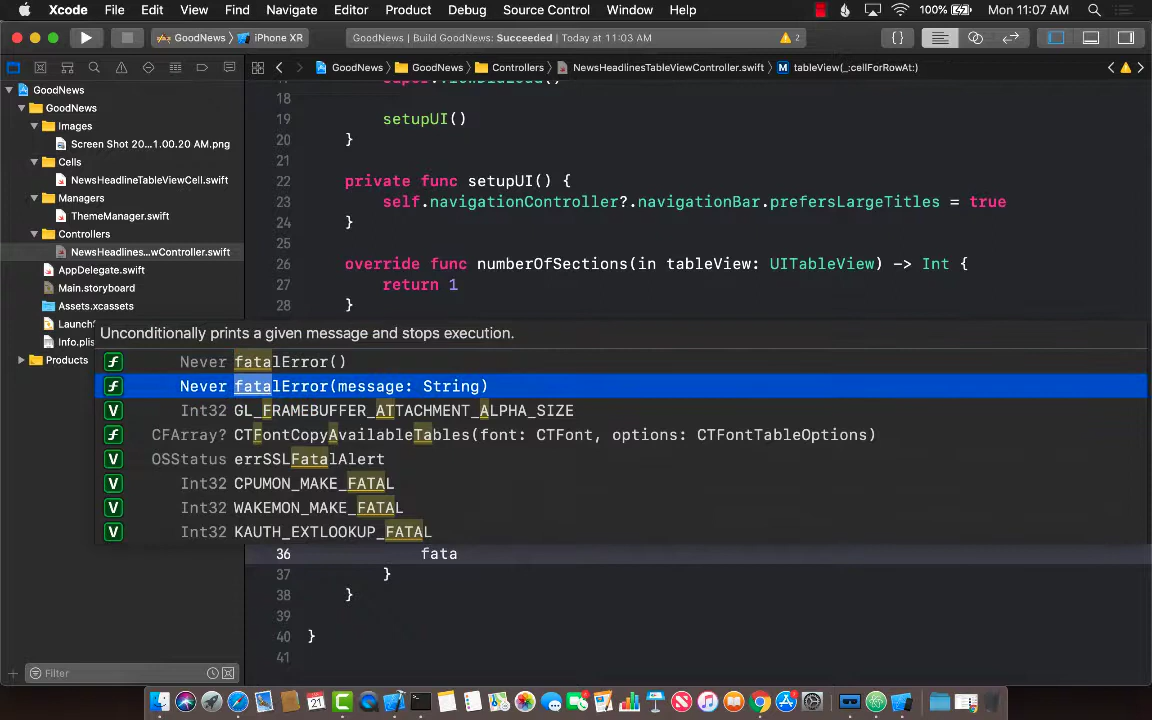 Xcode File Edit View Find Navigate Editor Product Debug Source Control Window Help 100% Mon 11:07 AM
GoodNews iPhone XR GoodNews | Build GoodNews: Succeeded | Today at 11:03 AM 2
GoodNews GoodNews Controllers NewsHeadlinesTableViewController.swift M tableView(_:cellForRowAt:)
GoodNews
GoodNews
Images
Screen Shot 20...1.00.20 AM.png
Cells
NewsHeadlineTableViewCell.swift
Managers
ThemeManager.swift
Controllers
NewsHeadlines...wController.swift
AppDelegate.swift
Main.storyboard
Assets.xcassets
Launch
Info.plis
Products
Filter
18
19 setupUI()
20 }
21
22 private func setupUI() {
23 self.navigationController?.navigationBar.prefersLargeTitles = true
24 }
25
26 override func numberOfSections(in tableView: UITableView) -> Int {
27 return 1
28 }
Unconditionally prints a given message and stops execution.
f Never fatalError()
f Never fatalError(message: String)
V Int32 GL_FRAMEBUFFER_ATTACHMENT_ALPHA_SIZE
f CFArray? CTFontCopyAvailableTables(font: CTFont, options: CTFontTableOptions)
V OSStatus errSSLFatalAlert
V Int32 CPUMON_MAKE_FATAL
V Int32 WAKEMON_MAKE_FATAL
V Int32 KAUTH_EXTLOOKUP_FATAL
36 fata
37 }
38 }
39
40 }
41